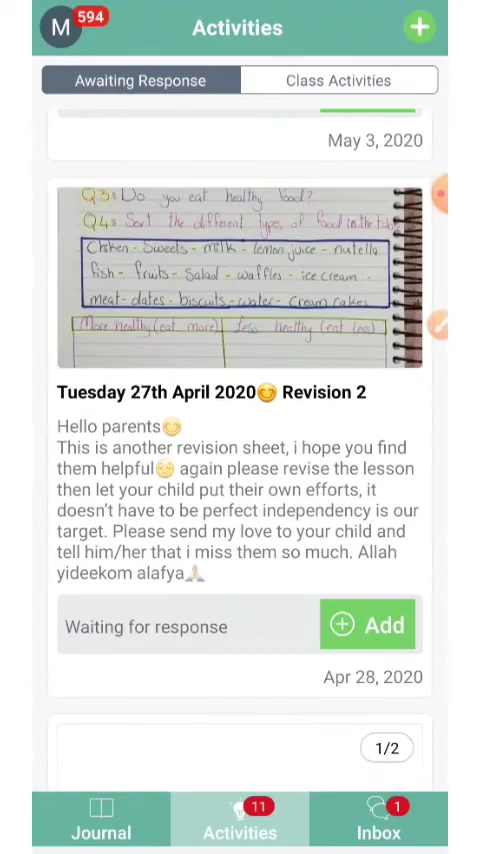 M
594
Activities
Awaiting Response
Class Activities
May 3, 2020
Q3: Do you eat healthy food?
Q4: Sort the different types of food in the table
Chiken - Sweets - milk - lemon juice - nutella
fish - fruits - Salad - waffles - ice cream -
meat - dates - biscuits - water - Cream cakes
More healthy (eat more)
Less healthy (eat less)
Tuesday 27th April 2020😊 Revision 2
Hello parents😊
This is another revision sheet, i hope you find
them helpful😌 again please revise the lesson
then let your child put their own efforts, it
doesn't have to be perfect independency is our
target. Please send my love to your child and
tell him/her that i miss them so much. Allah
yideekom alafya🙏🏻
Waiting for response
Add
Apr 28, 2020
1/2
11
1
Journal
Activities
Inbox